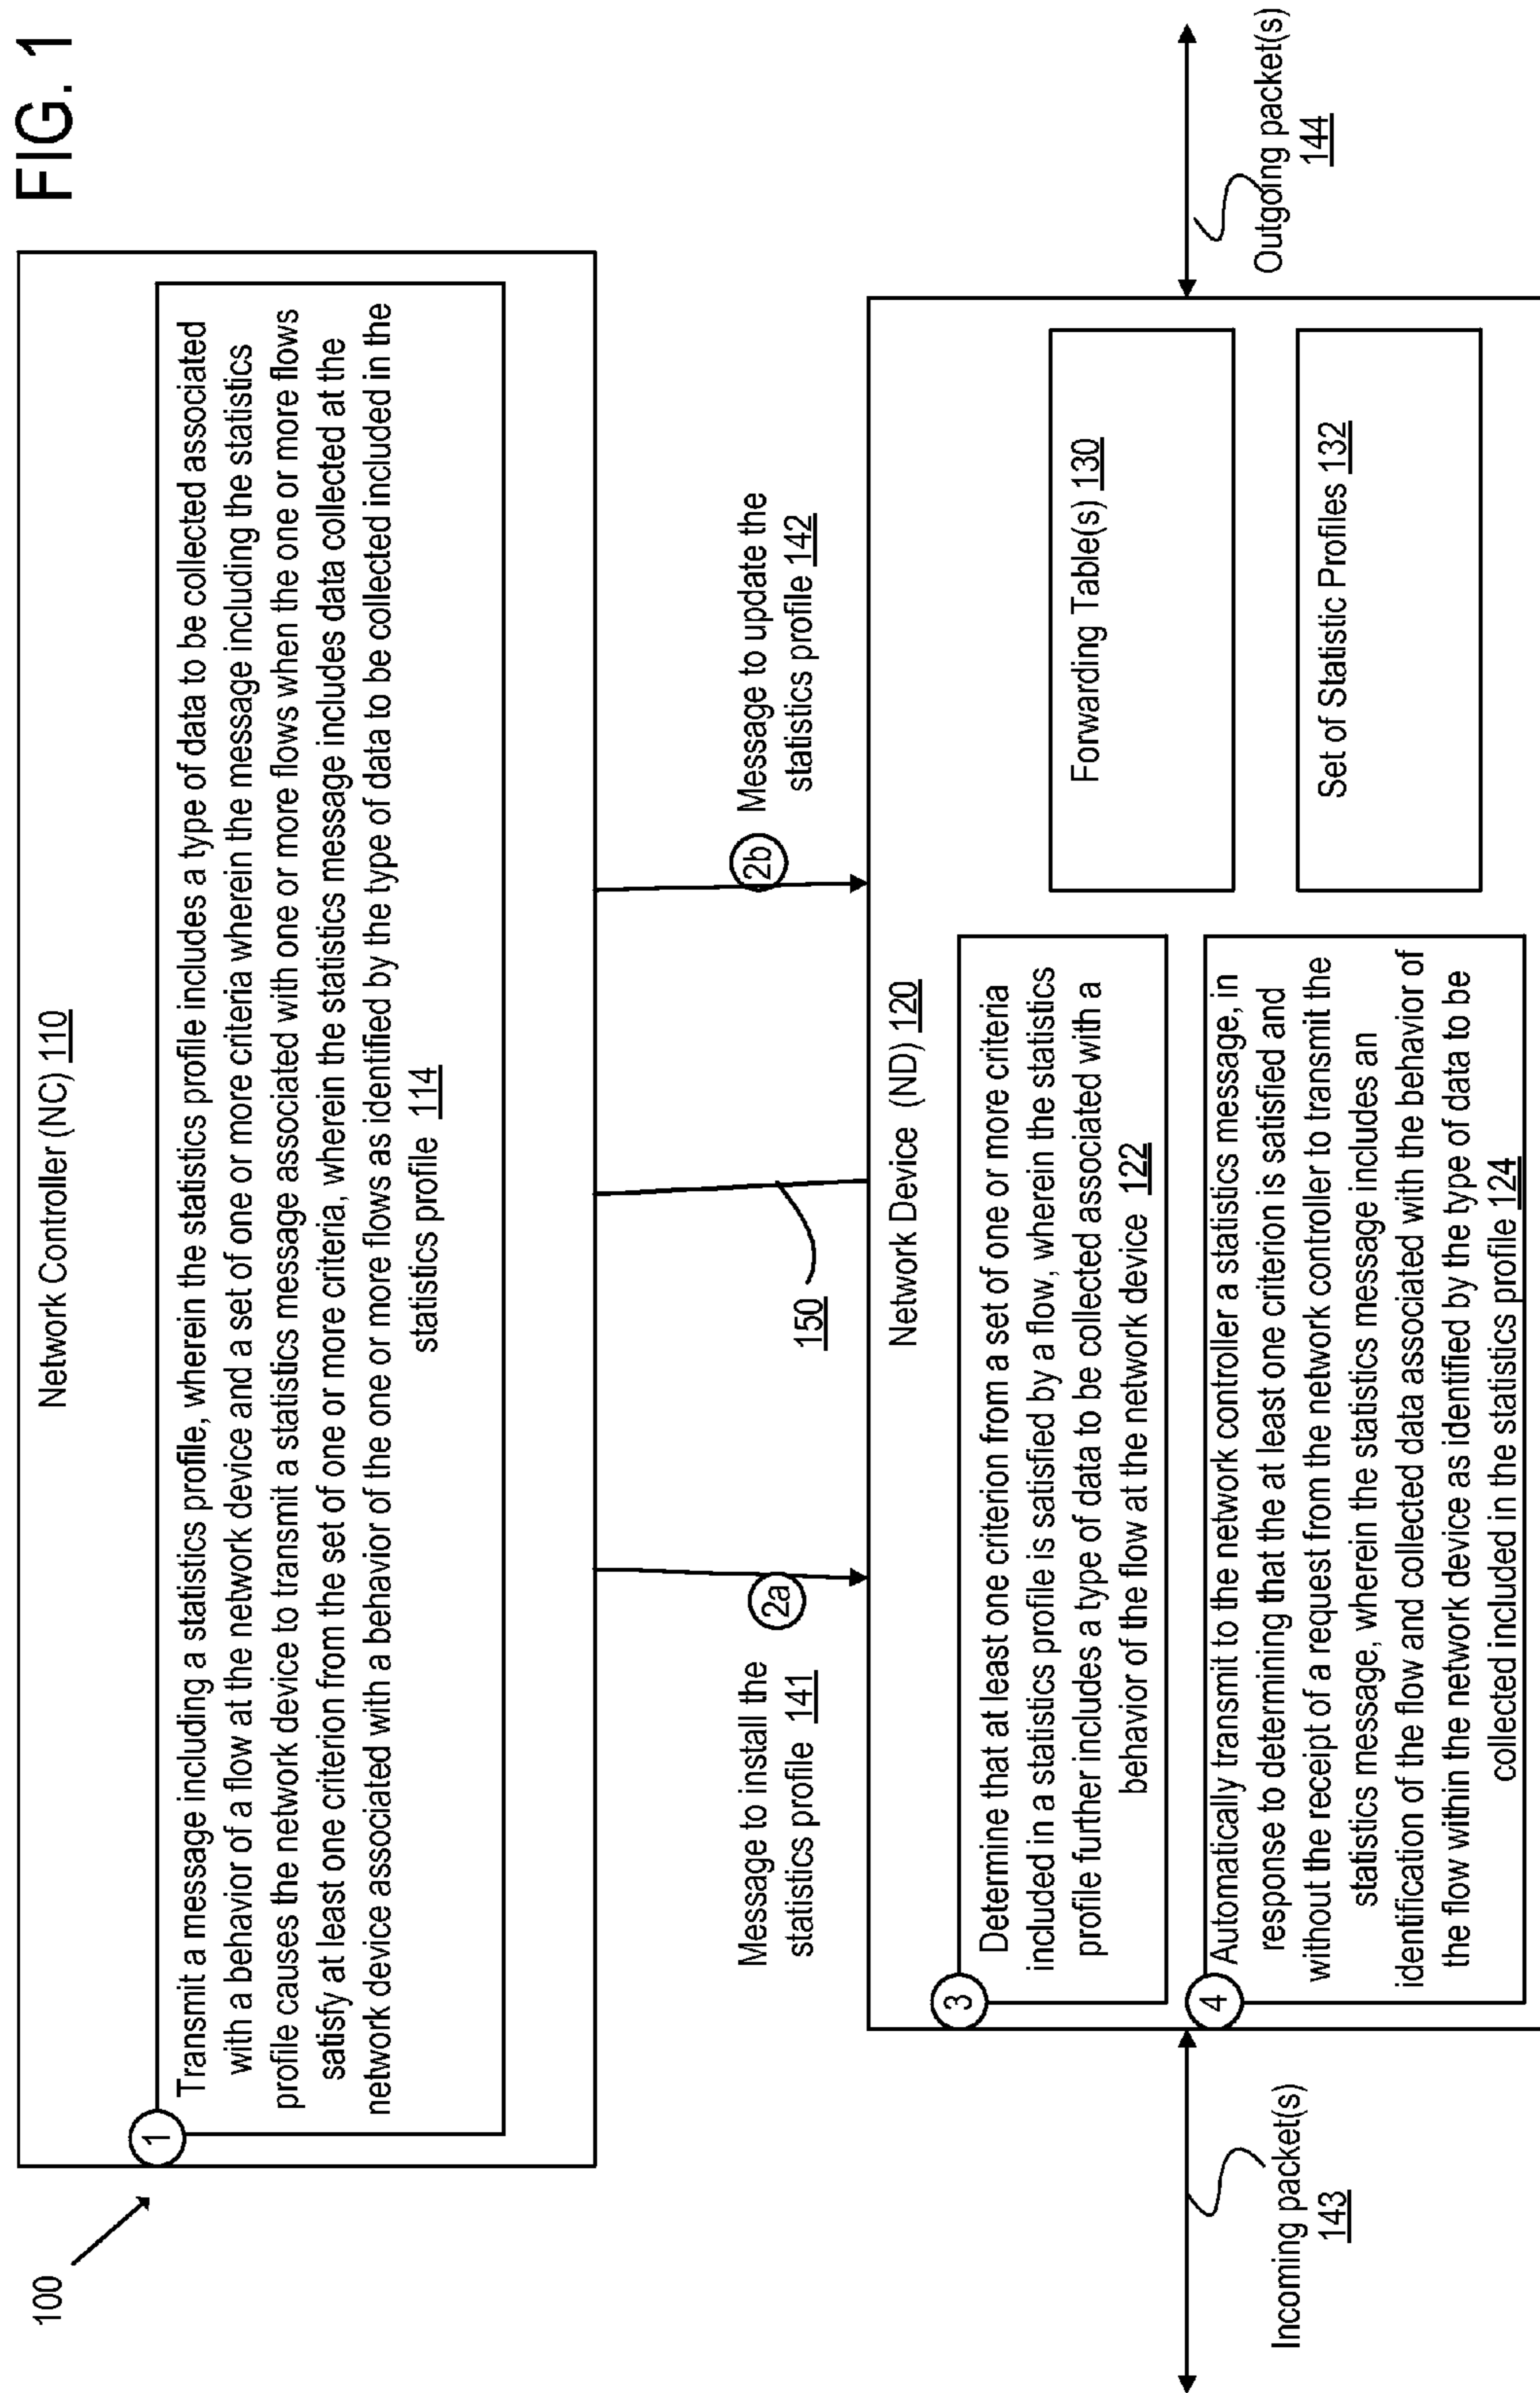 FIG. 1
100
Network Controller (NC) 110
1
Transmit a message including a statistics profile, wherein the statistics profile includes a type of data to be collected associated
with a behavior of a flow at the network device and a set of one or more criteria wherein the message including the statistics
profile causes the network device to transmit a statistics message associated with one or more flows when the one or more flows
satisfy at least one criterion from the set of one or more criteria, wherein the statistics message includes data collected at the
network device associated with a behavior of the one or more flows as identified by the type of data to be collected included in the
statistics profile 114
Message to install the
statistics profile 141
2a
150
2b
Message to update the
statistics profile 142
Network Device (ND) 120
3
Determine that at least one criterion from a set of one or more criteria
included in a statistics profile is satisfied by a flow, wherein the statistics
profile further includes a type of data to be collected associated with a
behavior of the flow at the network device 122
4
Automatically transmit to the network controller a statistics message, in
response to determining that the at least one criterion is satisfied and
without the receipt of a request from the network controller to transmit the
statistics message, wherein the statistics message includes an
identification of the flow and collected data associated with the behavior of
the flow within the network device as identified by the type of data to be
collected included in the statistics profile 124
Forwarding Table(s) 130
Set of Statistic Profiles 132
Incoming packet(s)
143
Outgoing packet(s)
144